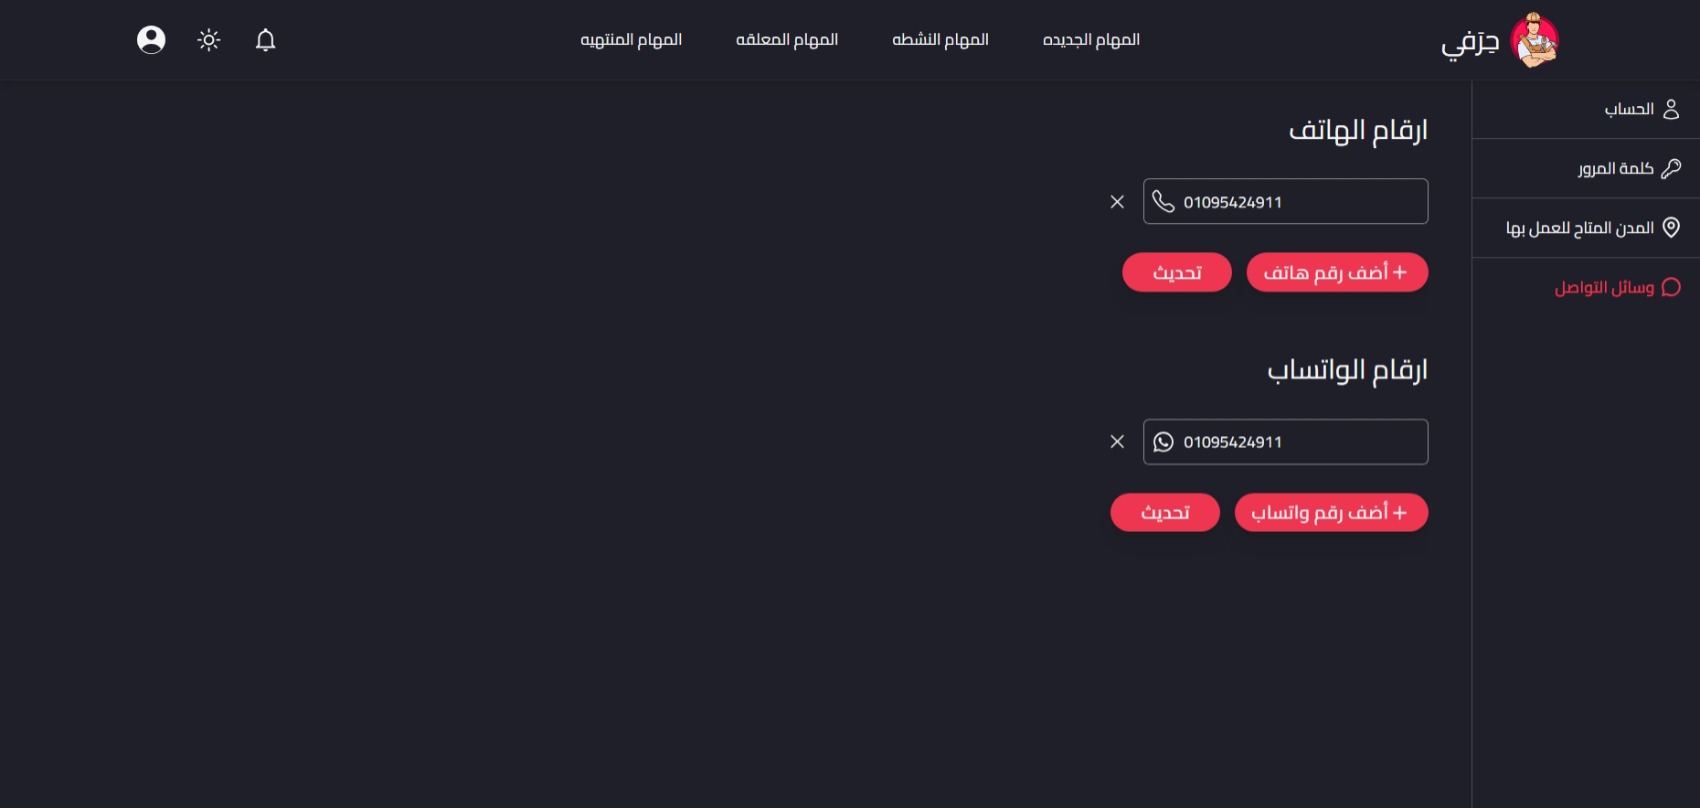 حِرَفي
المهام الجديده
المهام النشطه
المهام المعلقه
المهام المنتهيه
الحساب
كلمة المرور
المدن المتاح للعمل بها
وسائل التواصل
ارقام الهاتف
01095424911
+ أضف رقم هاتف
تحديث
ارقام الواتساب
01095424911
+ أضف رقم واتساب
تحديث